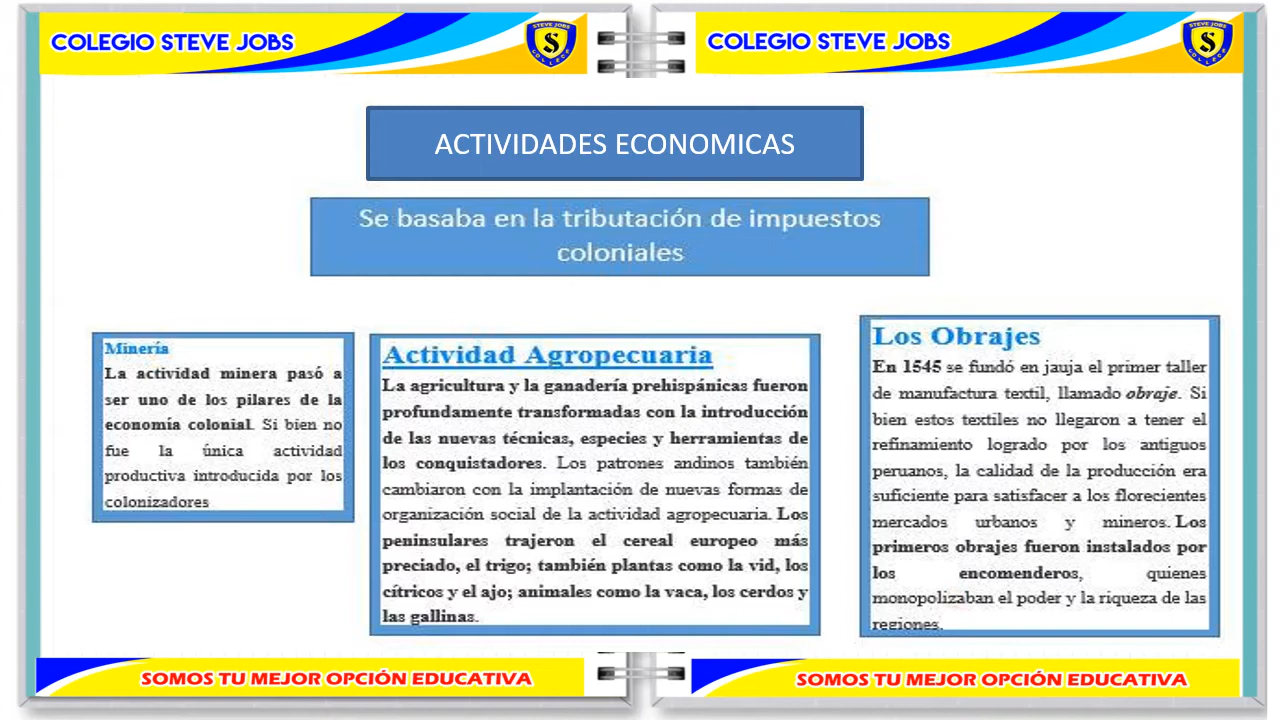 COLEGIO STEVE JOBS
STEVE JOBS
S
COLLEGE
COLEGIO STEVE JOBS
STEVE JOBS
S
COLLEGE
ACTIVIDADES ECONOMICAS
Se basaba en la tributación de impuestos
coloniales
Minería
La actividad minera pasó a
ser uno de los pilares de la
economía colonial. Si bien no
fue la única actividad
productiva introducida por los
colonizadores
Actividad Agropecuaria
La agricultura y la ganadería prehispánicas fueron
profundamente transformadas con la introducción
de las nuevas técnicas, especies y herramientas de
los conquistadores. Los patrones andinos también
cambiaron con la implantación de nuevas formas de
organización social de la actividad agropecuaria. Los
peninsulares trajeron el cereal europeo más
preciado, el trigo; también plantas como la vid, los
cítricos y el ajo; animales como la vaca, los cerdos y
las gallinas.
Los Obrajes
En 1545 se fundó en jauja el primer taller
de manufactura textil, llamado obraje. Si
bien estos textiles no llegaron a tener el
refinamiento logrado por los antiguos
peruanos, la calidad de la producción era
suficiente para satisfacer a los florecientes
mercados urbanos y mineros. Los
primeros obrajes fueron instalados por
los encomenderos, quienes
monopolizaban el poder y la riqueza de las
regiones.
SOMOS TU MEJOR OPCIÓN EDUCATIVA
SOMOS TU MEJOR OPCIÓN EDUCATIVA